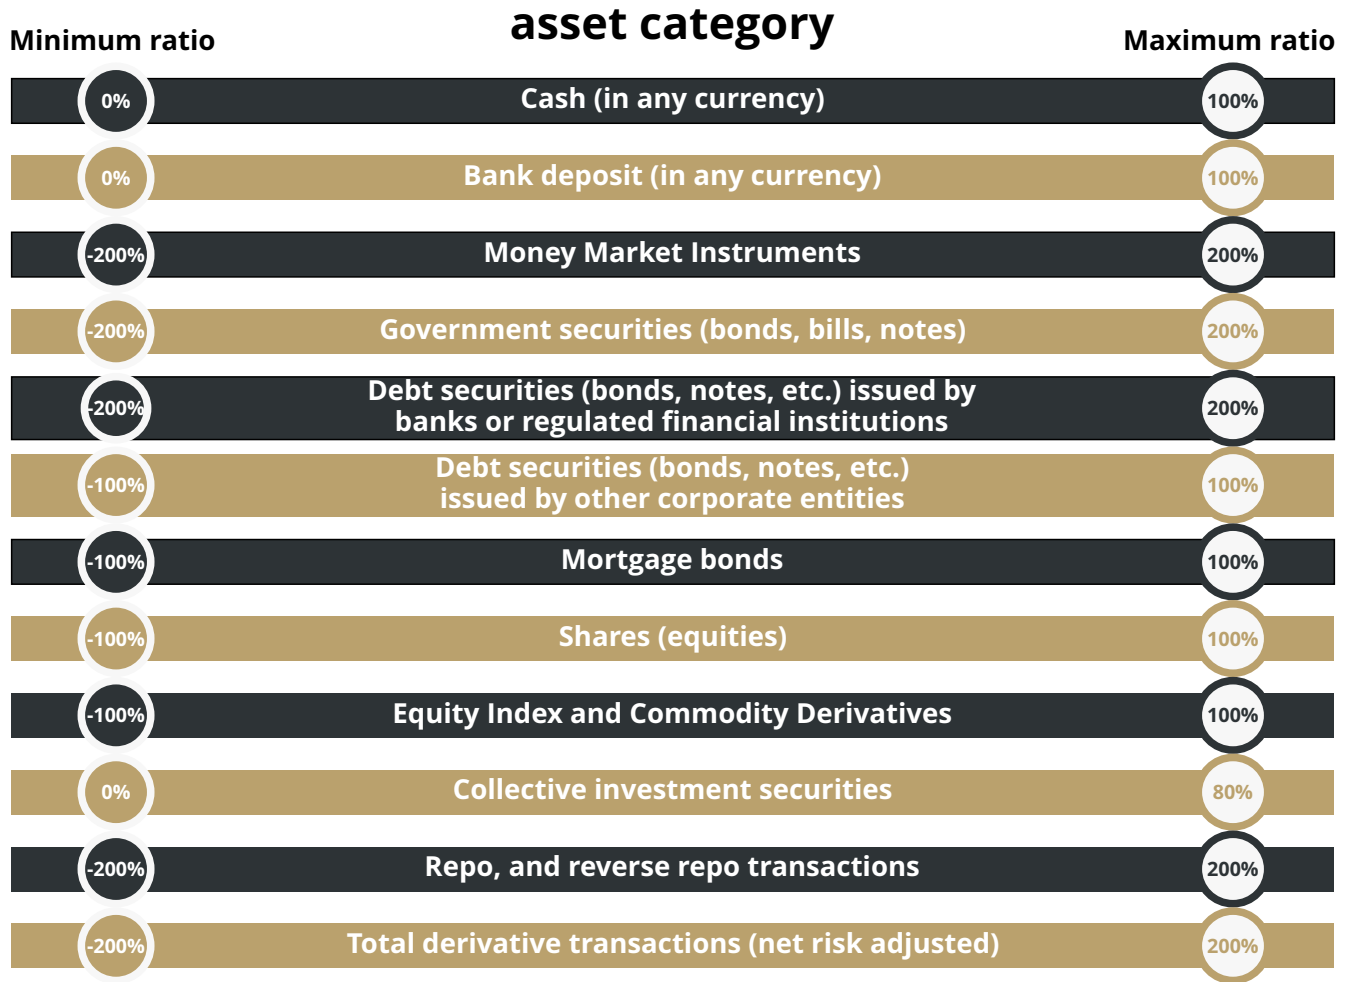 asset category
Minimum ratio
Maximum ratio
0%
Cash (in any currency)
100%
0%
Bank deposit (in any currency)
100%
-200%
Money Market Instruments
200%
-200%
Government securities (bonds, bills, notes)
200%
-200%
Debt securities (bonds, notes, etc.) issued by
banks or regulated financial institutions
200%
-100%
Debt securities (bonds, notes, etc.)
issued by other corporate entities
100%
-100%
Mortgage bonds
100%
-100%
Shares (equities)
100%
-100%
Equity Index and Commodity Derivatives
100%
0%
Collective investment securities
80%
-200%
Repo, and reverse repo transactions
200%
-200%
Total derivative transactions (net risk adjusted)
200%